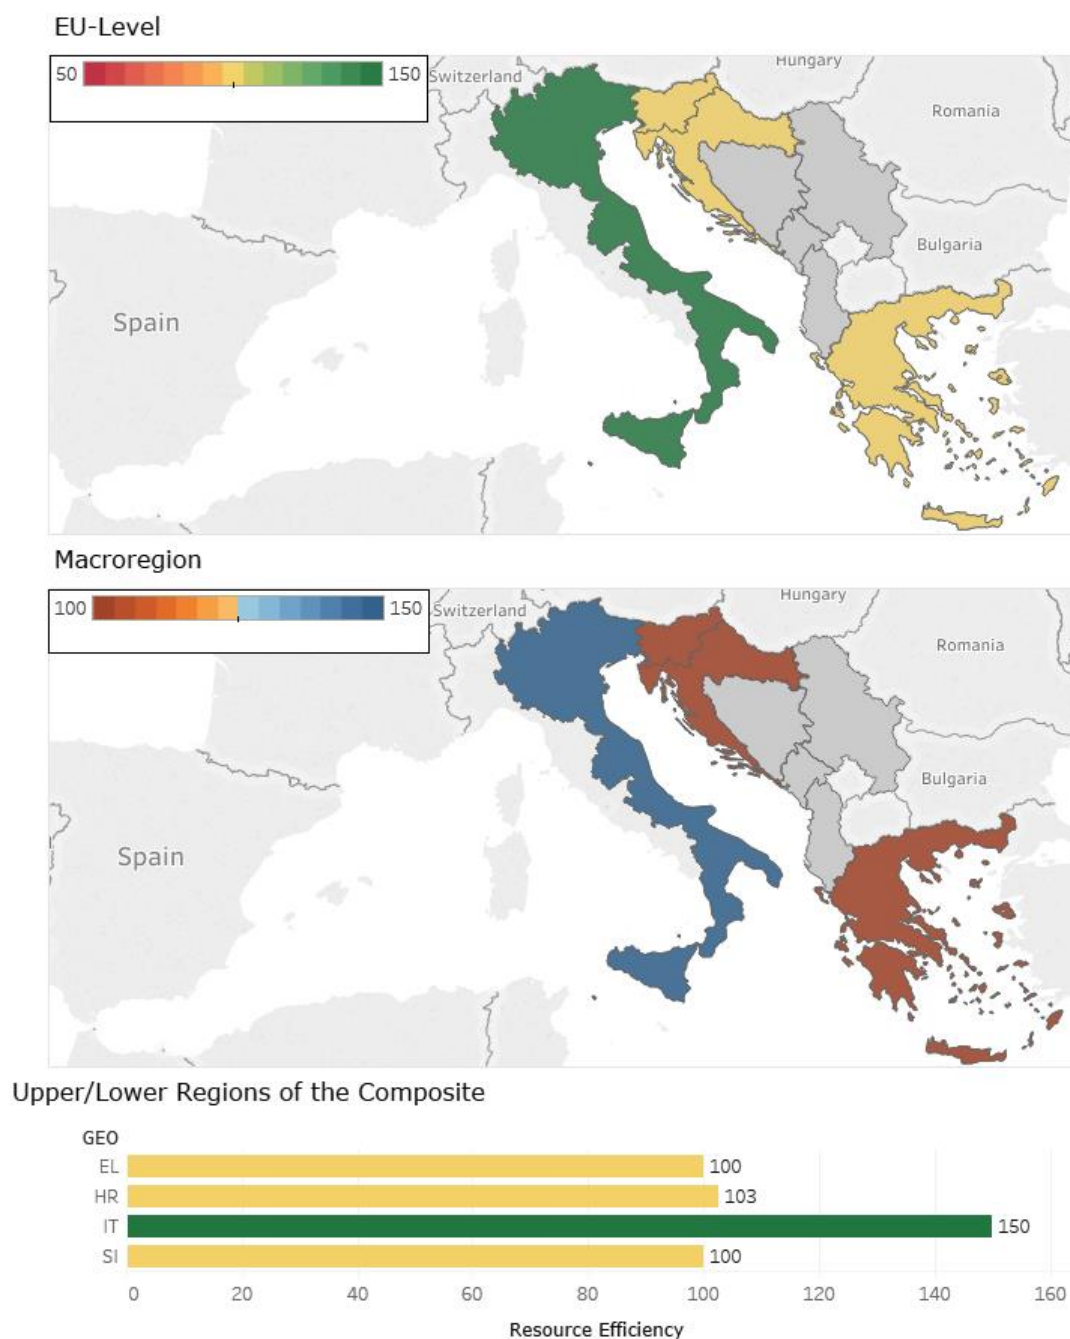 EU-Level
50 150
Switzerland
Hungary
Romania
Bulgaria
Spain
Macroregion
100 150
Switzerland
Hungary
Romania
Bulgaria
Spain
Upper/Lower Regions of the Composite
GEO
EL 100
HR 103
IT 150
SI 100
0 20 40 60 80 100 120 140 160
Resource Efficiency